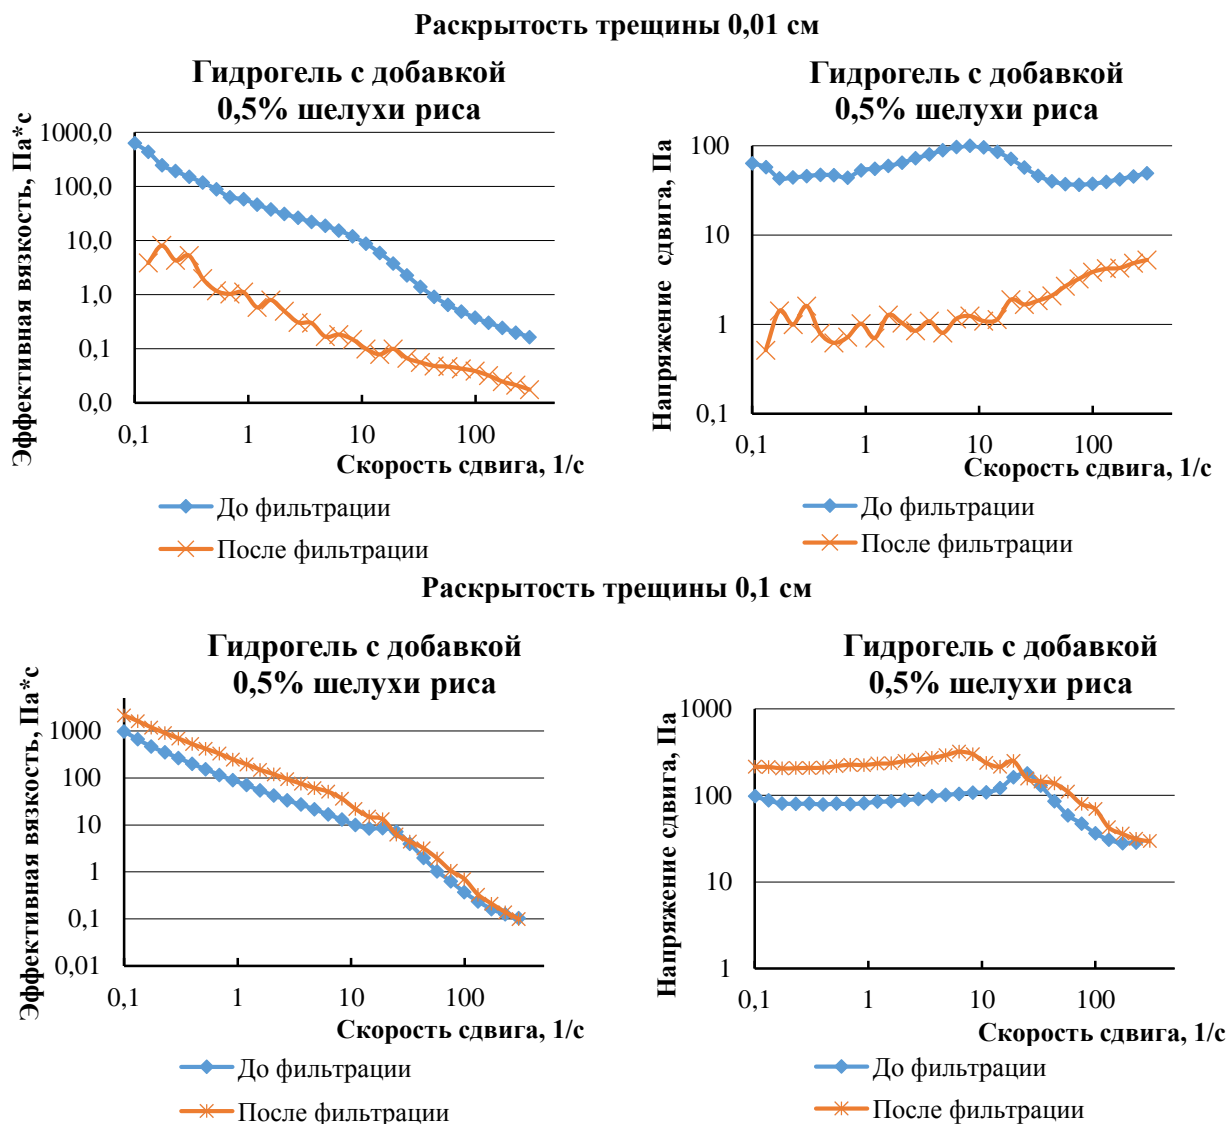 Раскрытость трещины 0,01 см
Гидрогель с добавкой
0,5% шелухи риса
Эффективная вязкость, Па*с
1000,0
100,0
10,0
1,0
0,1
0,0
0,1
1
10
100
Скорость сдвига, 1/с
До фильтрации
После фильтрации
Гидрогель с добавкой
0,5% шелухи риса
Напряжение сдвига, Па
100
10
1
0,1
0,1
1
10
100
Скорость сдвига, 1/с
До фильтрации
После фильтрации
Раскрытость трещины 0,1 см
Гидрогель с добавкой
0,5% шелухи риса
Эффективная вязкость, Па*с
1000
100
10
1
0,1
0,01
0,1
1
10
100
Скорость сдвига, 1/с
До фильтрации
После фильтрации
Гидрогель с добавкой
0,5% шелухи риса
Напряжение сдвига, Па
1000
100
10
1
0,1
1
10
100
Скорость сдвига, 1/с
До фильтрации
После фильтрации